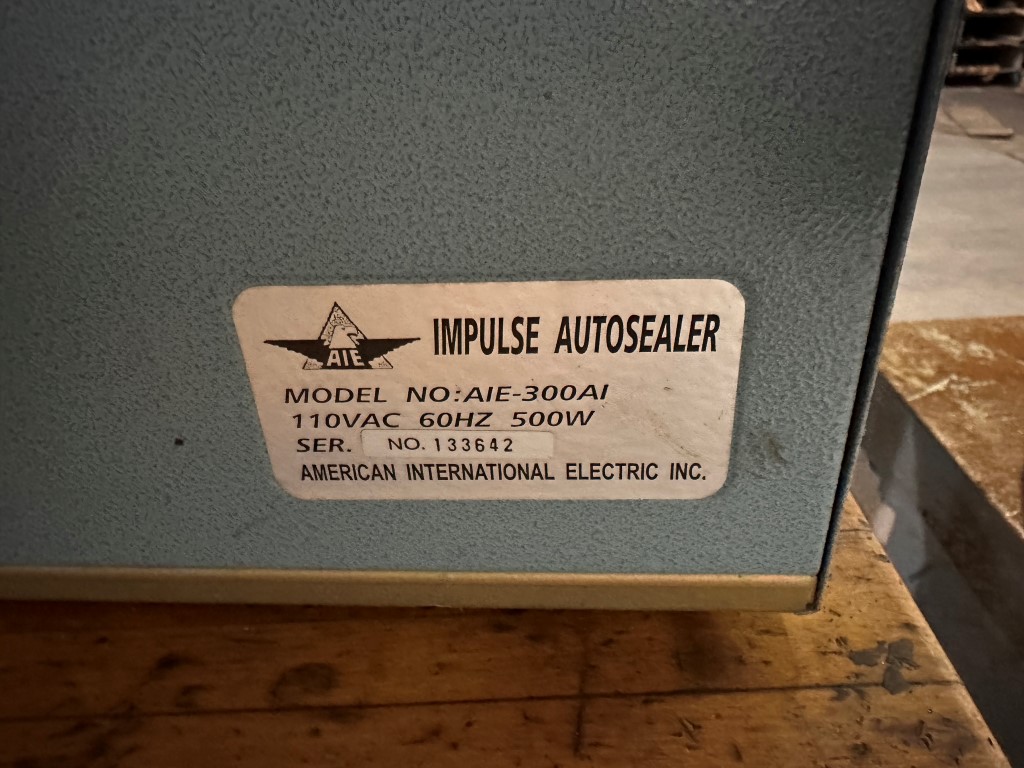 AIE
IMPULSE AUTOSEALER
MODEL NO:AIE-300AI
110VAC 60HZ 500W
SER. NO. 133642
AMERICAN INTERNATIONAL ELECTRIC INC.